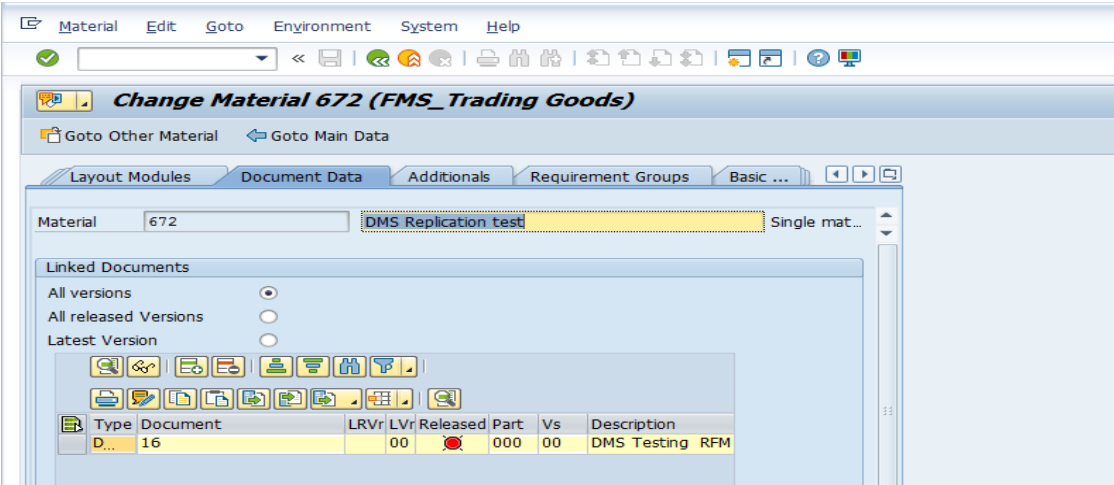 Material Edit Goto Environment System Help
Change Material 672 (FMS_Trading Goods)
Goto Other Material Goto Main Data
Layout Modules Document Data Additionals Requirement Groups Basic ...
Material 672 DMS Replication test Single mat...
Linked Documents
All versions
All released Versions
Latest Version
Type Document LRVr LVr Released Part Vs Description
D... 16 00 000 00 DMS Testing RFM